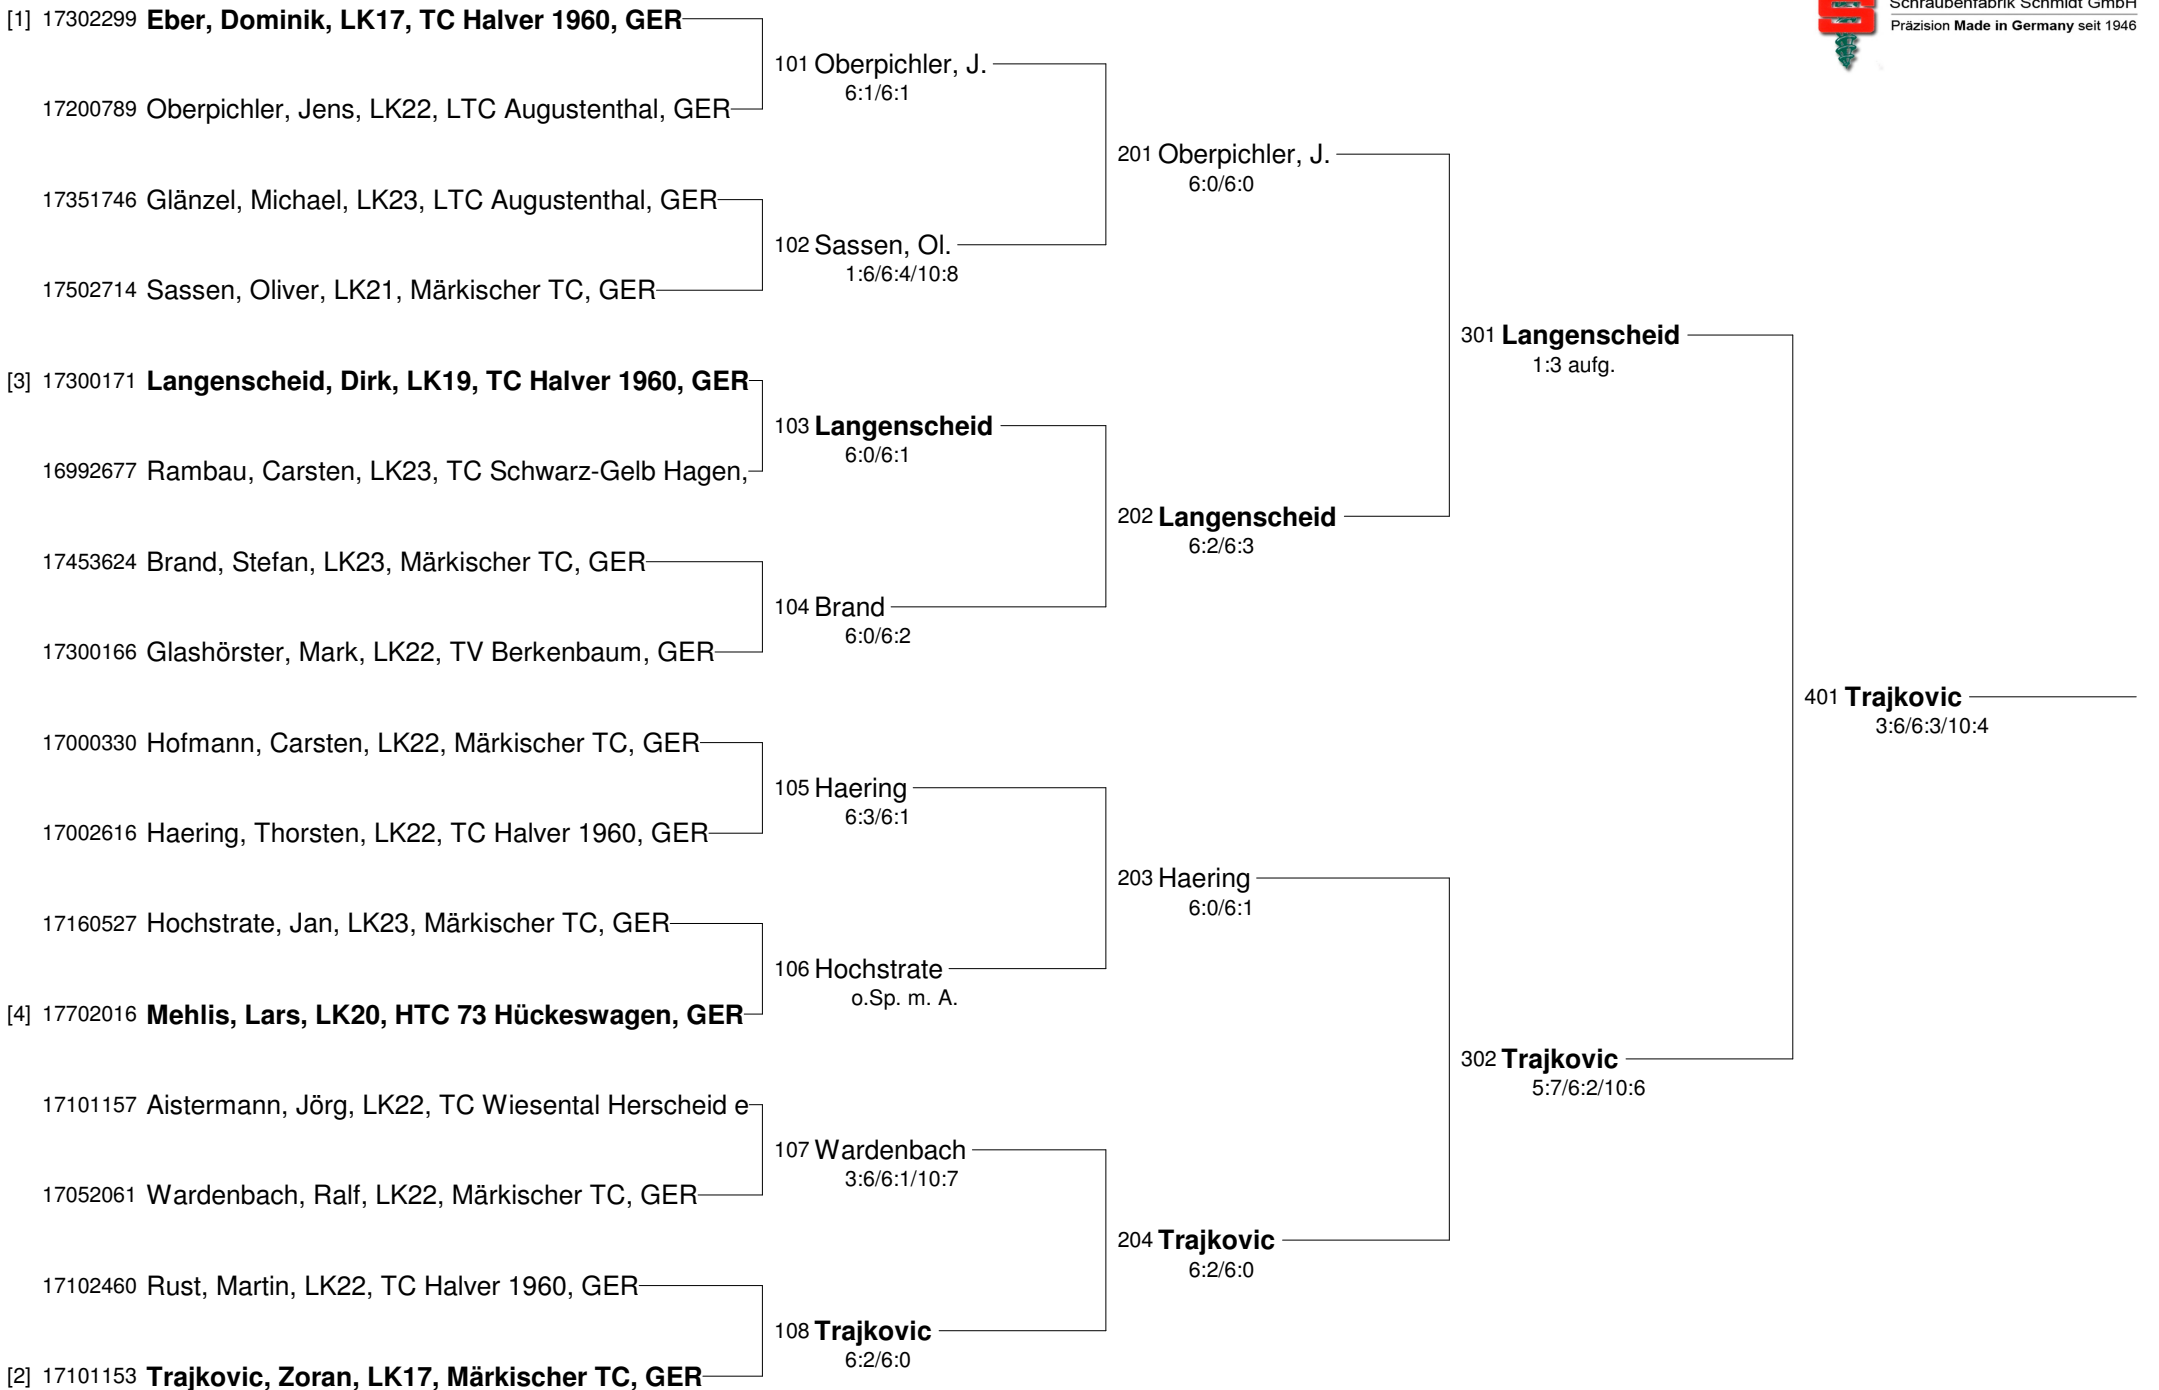 Schraubenfabrik Schmidt GmbH
Präzision Made in Germany seit 1946
[1] 17302299 Eber, Dominik, LK17, TC Halver 1960, GER
101 Oberpichler, J.
6:1/6:1
17200789 Oberpichler, Jens, LK22, LTC Augustenthal, GER
201 Oberpichler, J.
6:0/6:0
17351746 Glänzel, Michael, LK23, LTC Augustenthal, GER
102 Sassen, Ol.
1:6/6:4/10:8
17502714 Sassen, Oliver, LK21, Märkischer TC, GER
301 Langenscheid
1:3 aufg.
[3] 17300171 Langenscheid, Dirk, LK19, TC Halver 1960, GER
103 Langenscheid
6:0/6:1
16992677 Rambau, Carsten, LK23, TC Schwarz-Gelb Hagen,
202 Langenscheid
6:2/6:3
17453624 Brand, Stefan, LK23, Märkischer TC, GER
104 Brand
6:0/6:2
17300166 Glashörster, Mark, LK22, TV Berkenbaum, GER
401 Trajkovic
3:6/6:3/10:4
17000330 Hofmann, Carsten, LK22, Märkischer TC, GER
105 Haering
6:3/6:1
17002616 Haering, Thorsten, LK22, TC Halver 1960, GER
203 Haering
6:0/6:1
17160527 Hochstrate, Jan, LK23, Märkischer TC, GER
106 Hochstrate
o.Sp. m. A.
[4] 17702016 Mehlis, Lars, LK20, HTC 73 Hückeswagen, GER
302 Trajkovic
5:7/6:2/10:6
17101157 Aistermann, Jörg, LK22, TC Wiesental Herscheid e
107 Wardenbach
3:6/6:1/10:7
17052061 Wardenbach, Ralf, LK22, Märkischer TC, GER
204 Trajkovic
6:2/6:0
17102460 Rust, Martin, LK22, TC Halver 1960, GER
108 Trajkovic
6:2/6:0
[2] 17101153 Trajkovic, Zoran, LK17, Märkischer TC, GER